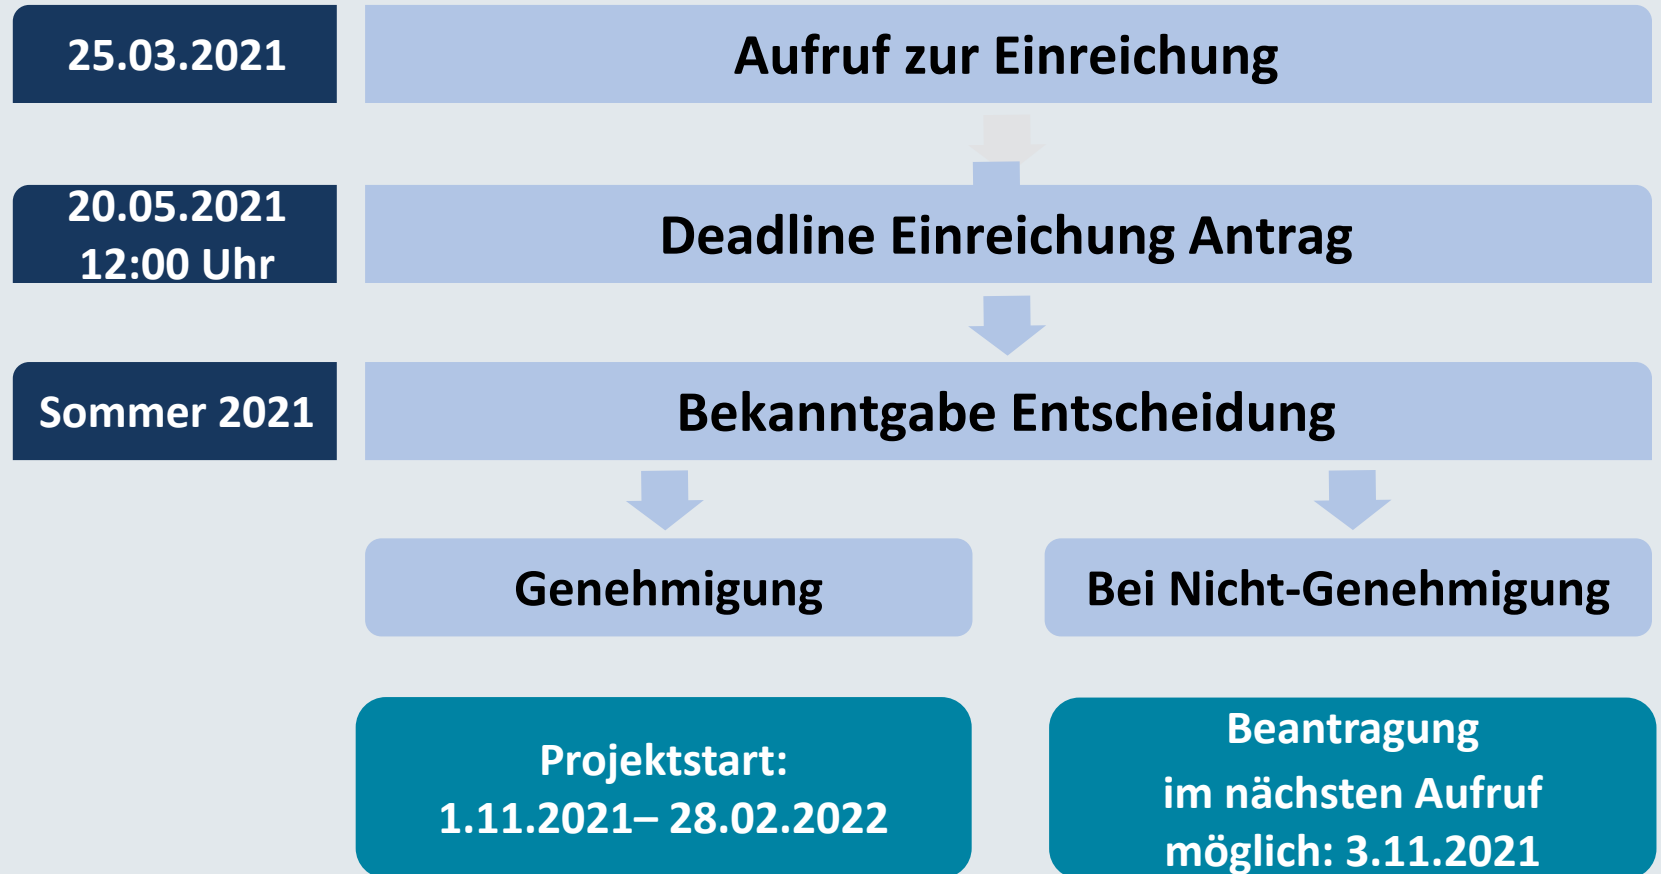 25.03.2021
Aufruf zur Einreichung
20.05.2021
12:00 Uhr
Deadline Einreichung Antrag
Sommer 2021
Bekanntgabe Entscheidung
Genehmigung
Bei Nicht-Genehmigung
Projektstart:
1.11.2021– 28.02.2022
Beantragung
im nächsten Aufruf
möglich: 3.11.2021